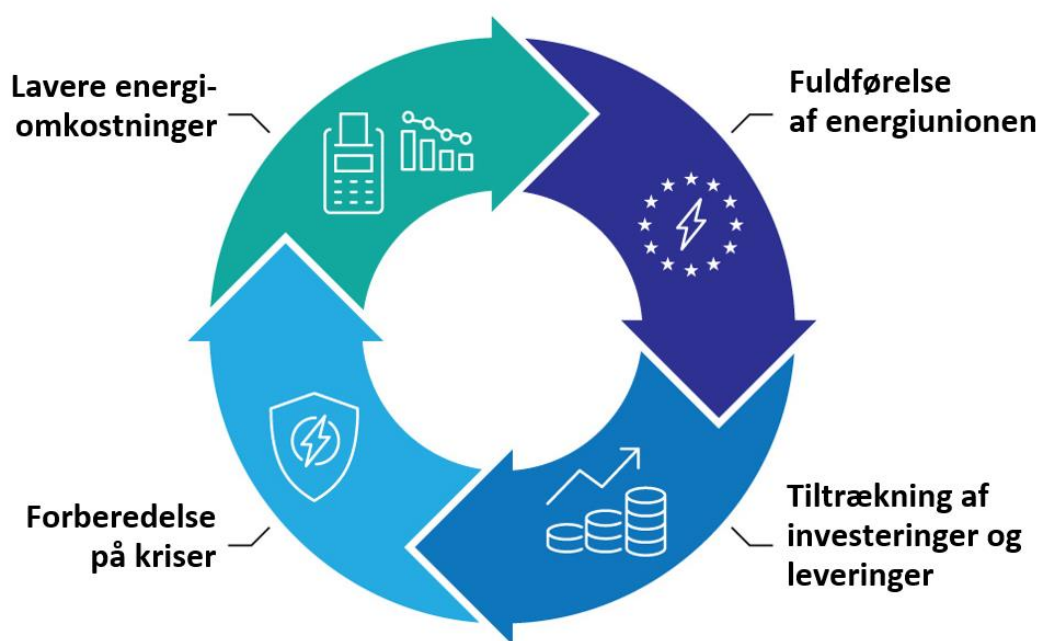 Lavere energi-
omkostninger
Fuldførelse
af energiunionen
Tiltrækning af
investeringer og
leveringer
Forberedelse
på kriser